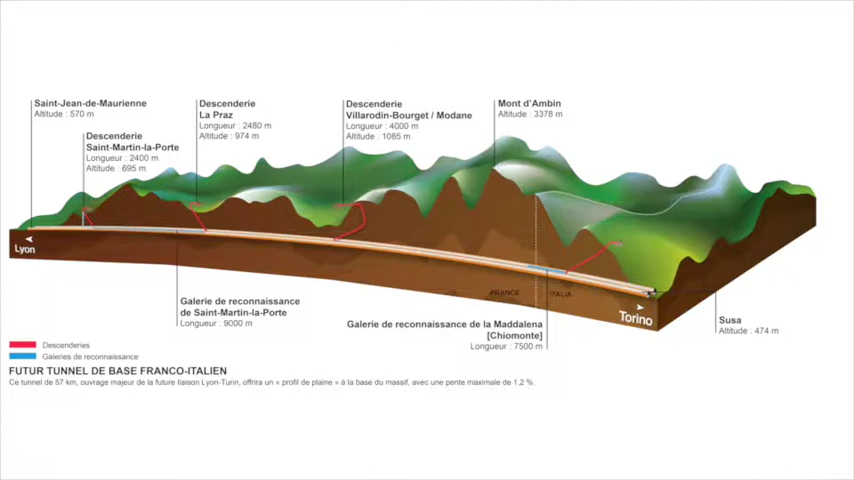 Saint-Jean-de-Maurienne
Altitude : 570 m
Descenderie
Saint-Martin-la-Porte
Longueur : 2400 m
Altitude : 695 m
Descenderie
La Praz
Longueur : 2480 m
Altitude : 974 m
Descenderie
Villarodin-Bourget / Modane
Longueur : 4000 m
Altitude : 1085 m
Mont d'Ambin
Altitude : 3378 m
Lyon
FRANCE
ITALIA
Torino
Galerie de reconnaissance
de Saint-Martin-la-Porte
Longueur : 9000 m
Galerie de reconnaissance de la Maddalena
[Chiomonte]
Longueur : 7500 m
Susa
Altitude : 474 m
Descenderies
Galeries de reconnaissance
FUTUR TUNNEL DE BASE FRANCO-ITALIEN
Ce tunnel de 57 km, ouvrage majeur de la future liaison Lyon-Turin, offrira un « profil de plaine » à la base du massif, avec une pente maximale de 1,2 %.